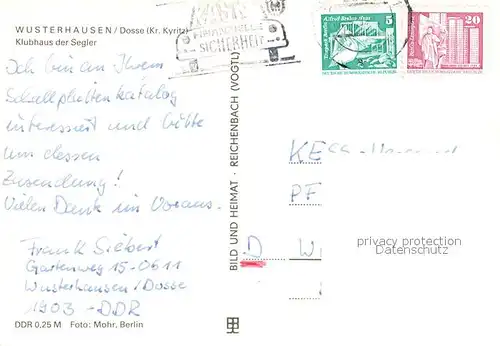 WUSTERHAUSEN / Dosse (Kr. Kyritz)
Klubhaus der Segler
FINANZIELLE
SICHERHEIT
5
20
Ich bin an Ihrem
Schallplattenkatalog
interessiert und bitte
um dessen
Zusendung!
Vielen Dank im Voraus.
Frank Siebert
Gartenweg 15-0611
Wusterhausen/Dosse
1903 - DDR
DDR 0,25 M Foto: Mohr, Berlin
BILD UND HEIMAT · REICHENBACH (VOGTL)
KE
PF
D W
privacy protection
Datenschutz